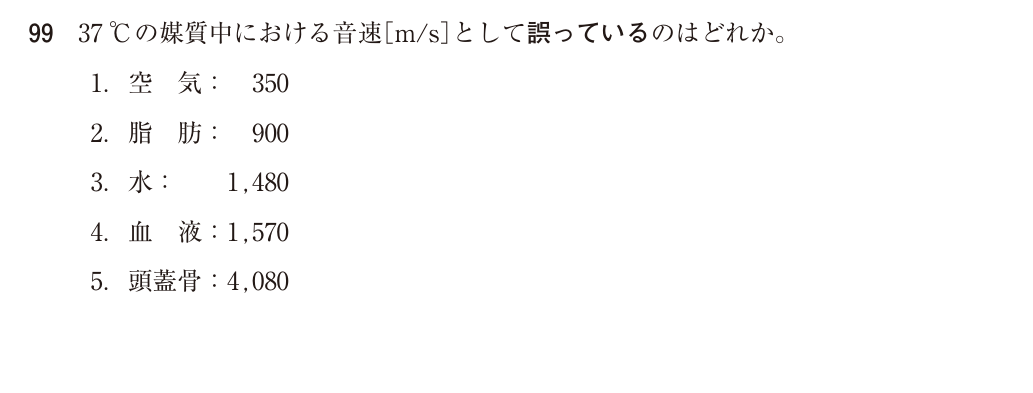 99 37 ℃の媒質中における音速[m/s]として誤っているのはどれか。
1. 空　気： 350
2. 脂　肪： 900
3. 水： 1,480
4. 血　液：1,570
5. 頭蓋骨：4,080